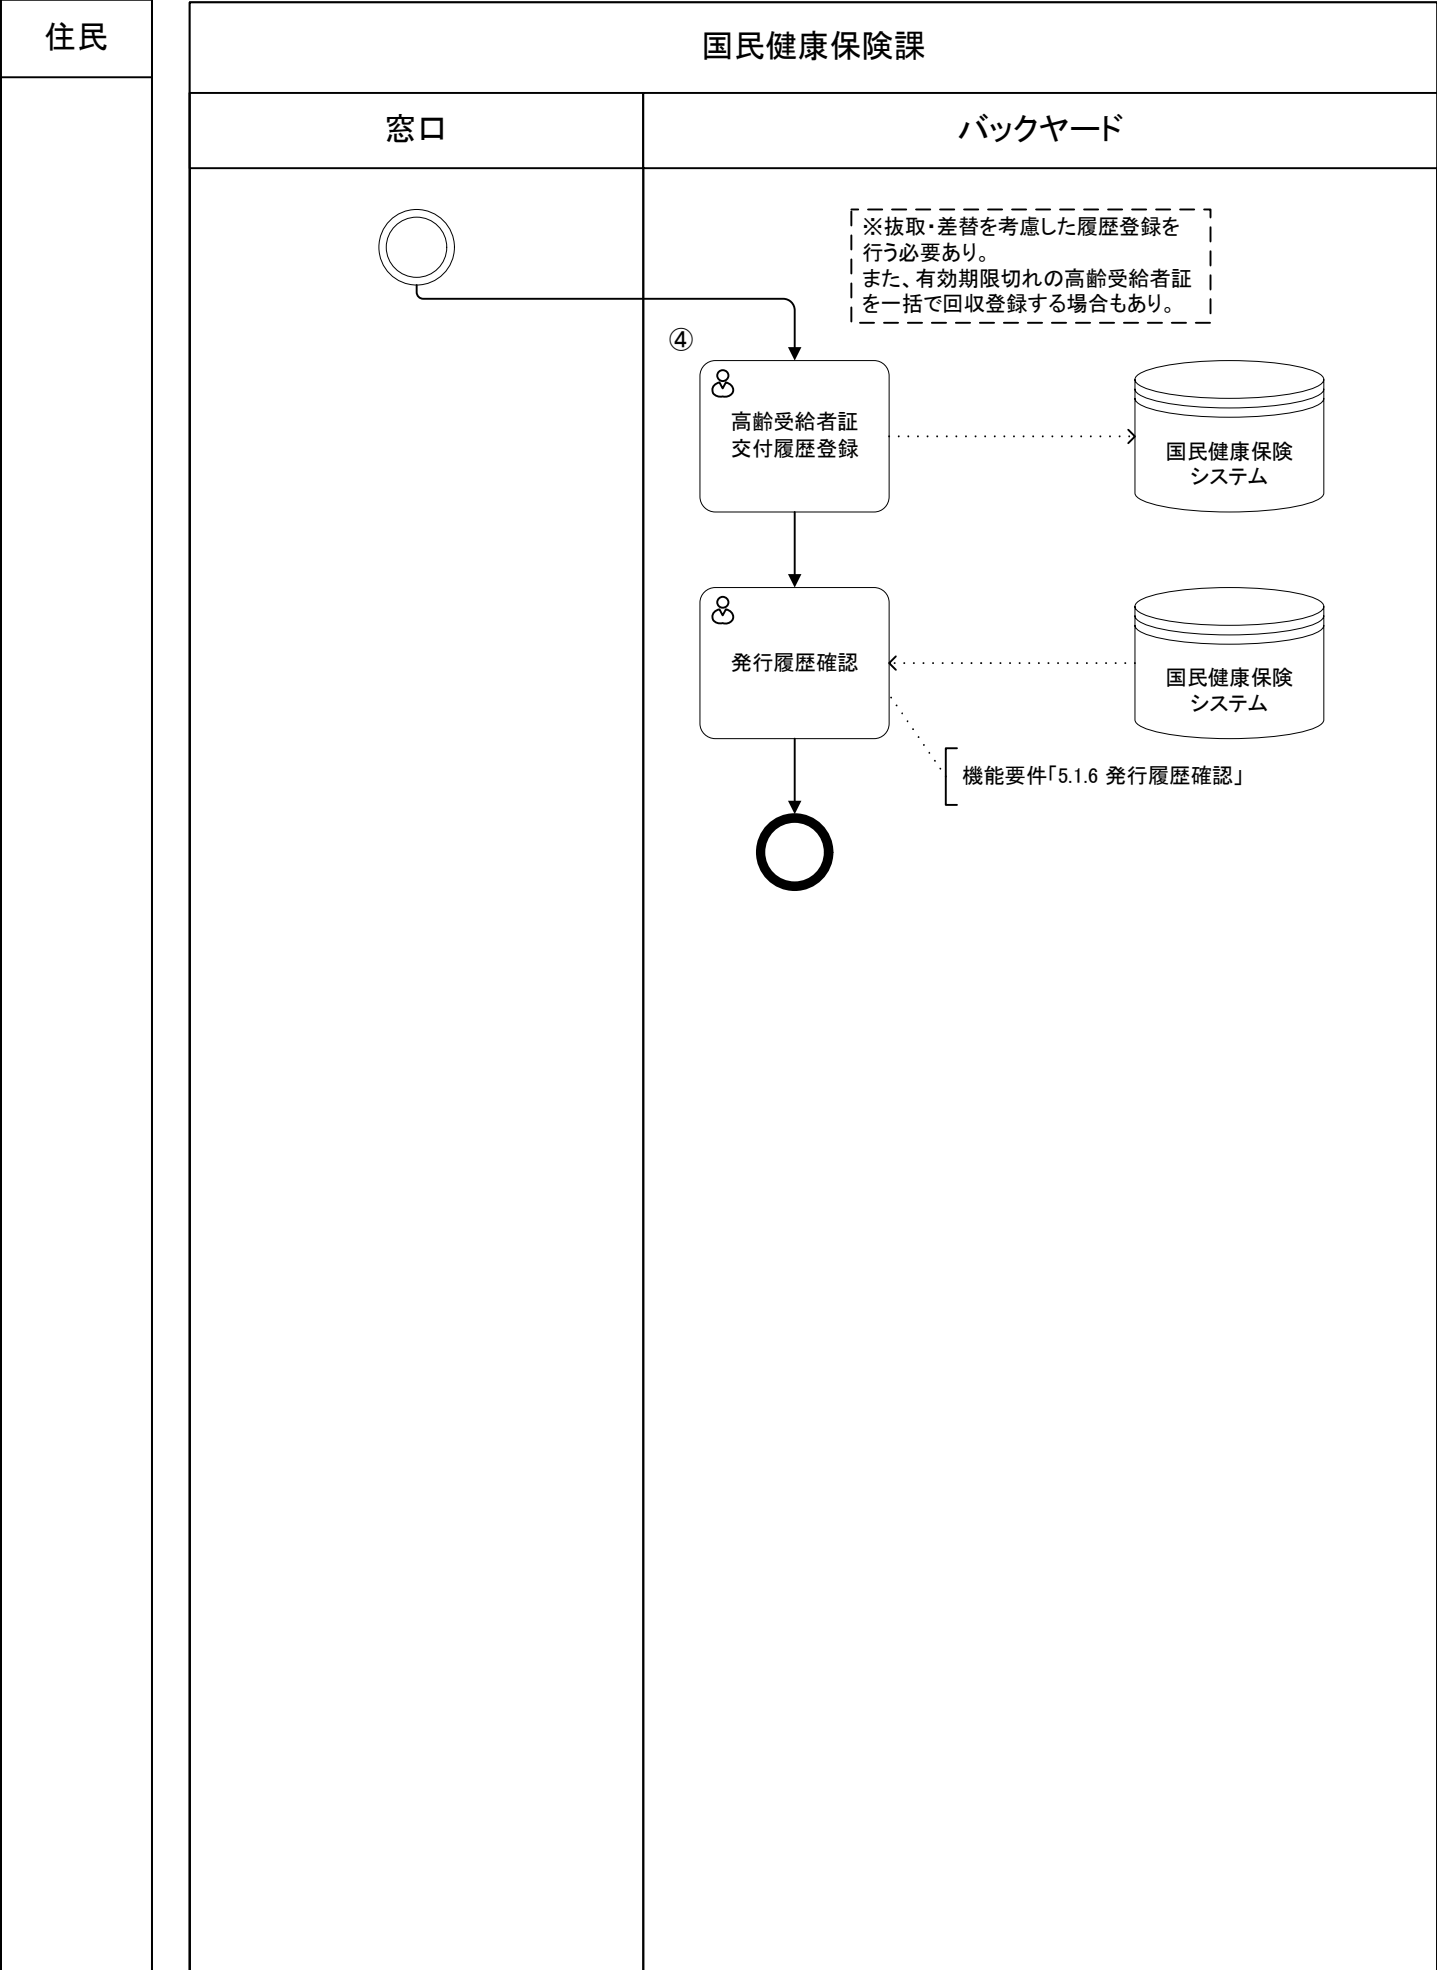 住民
国民健康保険課
窓口
バックヤード
※抜取・差替を考慮した履歴登録を
行う必要あり。
また、有効期限切れの高齢受給者証
を一括で回収登録する場合もあり。
④
高齢受給者証
交付履歴登録
国民健康保険
システム
発行履歴確認
国民健康保険
システム
機能要件「5.1.6 発行履歴確認」